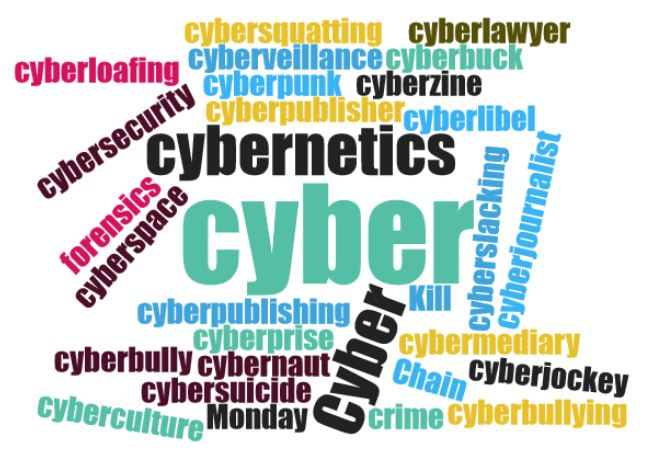 cybersquatting
cyberlawyer
cyberveillance
cyberbuck
cyberloafing
cyberpunk
cyberzine
cyberpublisher
cyberlibel
cybersecurity
cybernetics
forensics
cyberspace
cyber
cyberslacking
cyberjournalist
Kill
cyberpublishing
cyber
cyberprise
cybermediary
cyberbully
cybernaut
Chain
cyberjockey
cybersuicide
cyberculture
Monday
crime
cyberbullying